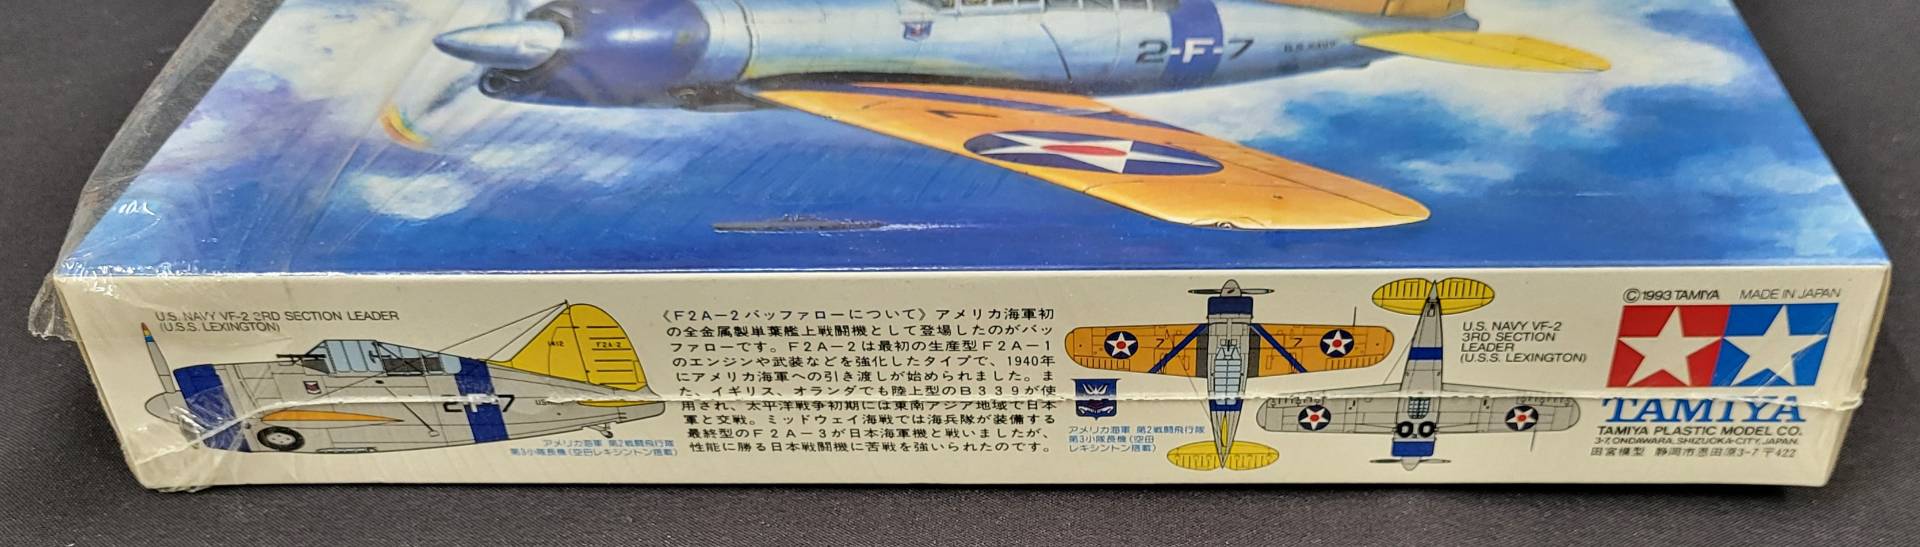 2-F-7
U.S. NAVY VF-2 3RD SECTION LEADER
(U.S.S. LEXINGTON)
1412
F2A-2
2-F-7
US
アメリカ海軍 第2戦闘飛行隊
第3小隊長機(空母レキシントン搭載)
《F2A−2バッファローについて》アメリカ海軍初
の全金属製単葉艦上戦闘機として登場したのがバッ
ファローです。F2A−2は最初の生産型F2A−1
のエンジンや武装などを強化したタイプで、1940年
にアメリカ海軍への引き渡しが始められました。ま
た、イギリス、オランダでも陸上型のB339が使
用され、太平洋戦争初期には東南アジア地域で日本
軍と交戦。ミッドウェイ海戦では海兵隊が装備する
最終型のF2A−3が日本海軍機と戦いましたが、
性能に勝る日本戦闘機に苦戦を強いられたのです。
7
7
アメリカ海軍 第2戦闘飛行隊
第3小隊長機(空母
レキシントン搭載)
U.S. NAVY VF-2
3RD SECTION
LEADER
(U.S.S. LEXINGTON)
©1993 TAMIYA MADE IN JAPAN
TAMIYA
TAMIYA PLASTIC MODEL CO.
3-7, ONDAWARA, SHIZUOKA-CITY, JAPAN.
田宮模型 静岡市恩田原3-7 〒422